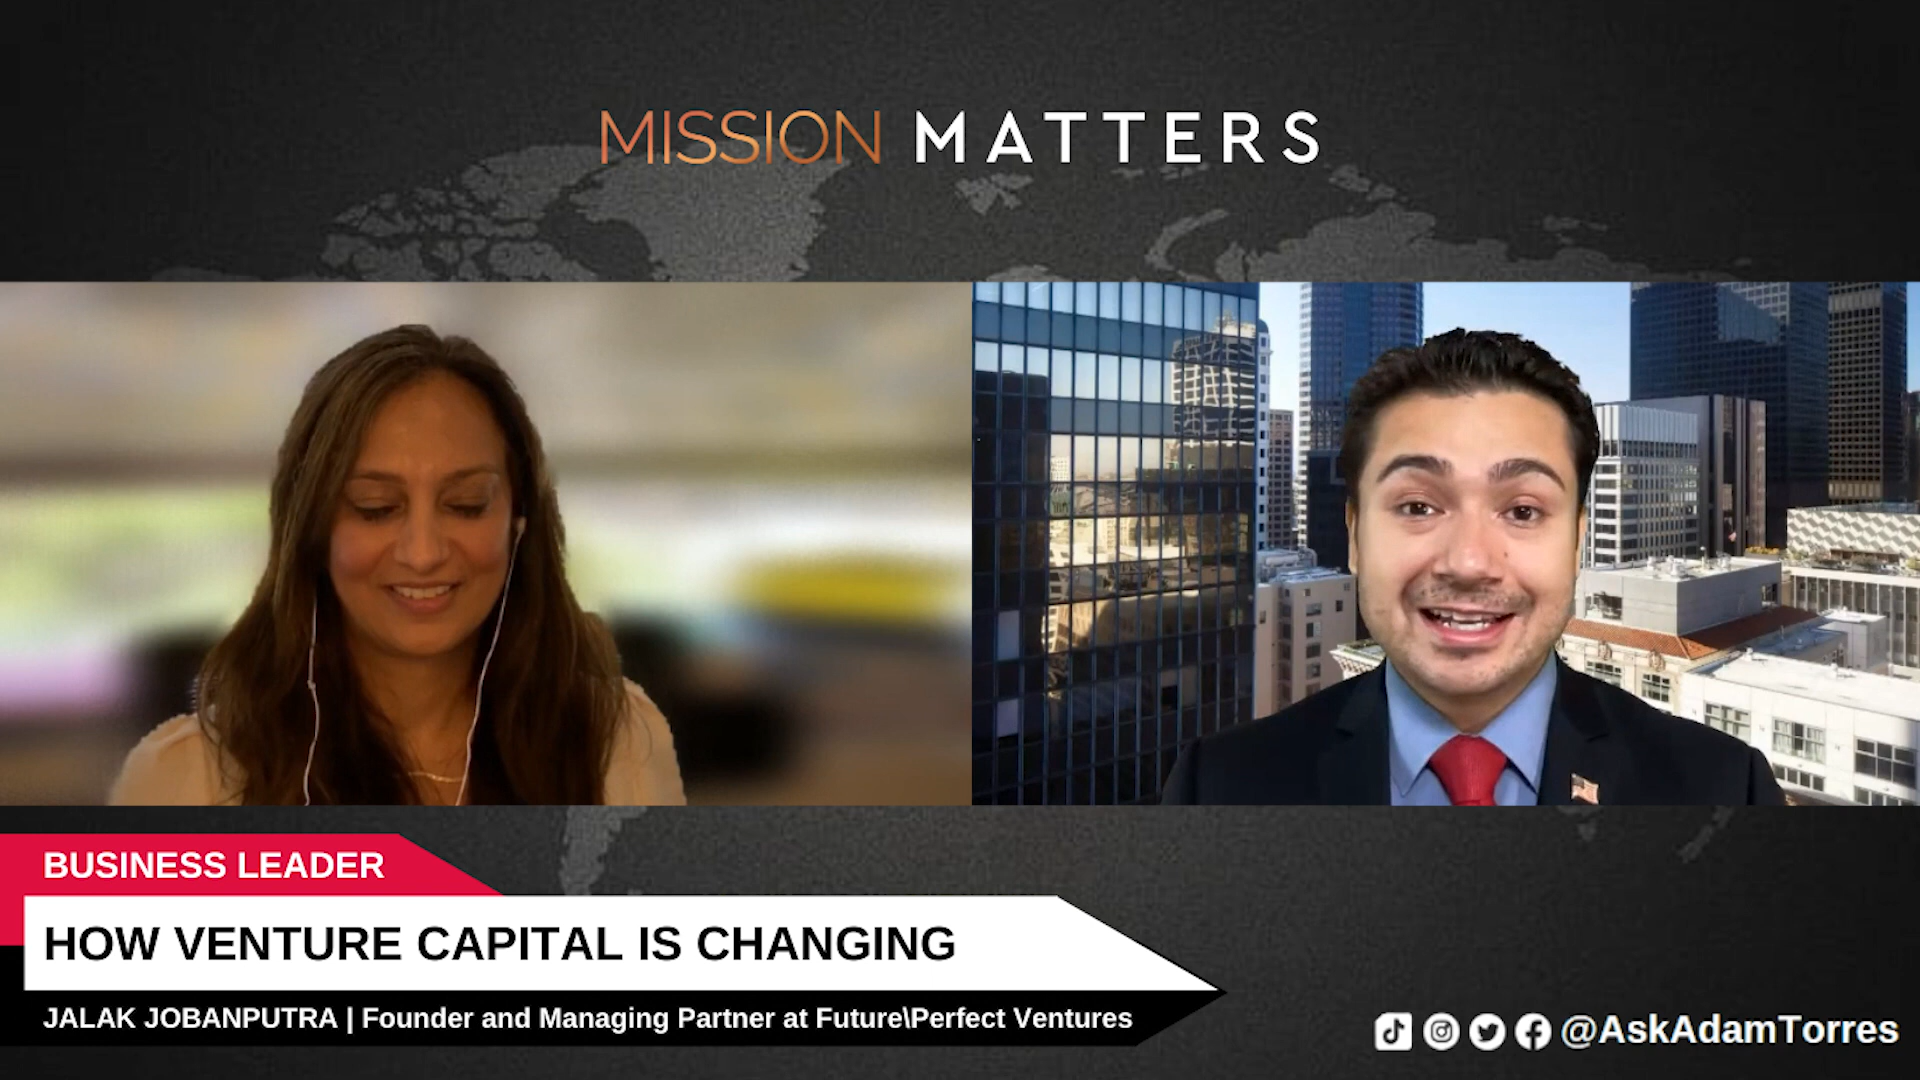 MISSION MATTERS
BUSINESS LEADER
HOW VENTURE CAPITAL IS CHANGING
JALAK JOBANPUTRA | Founder and Managing Partner at Future\Perfect Ventures
@AskAdamTorres